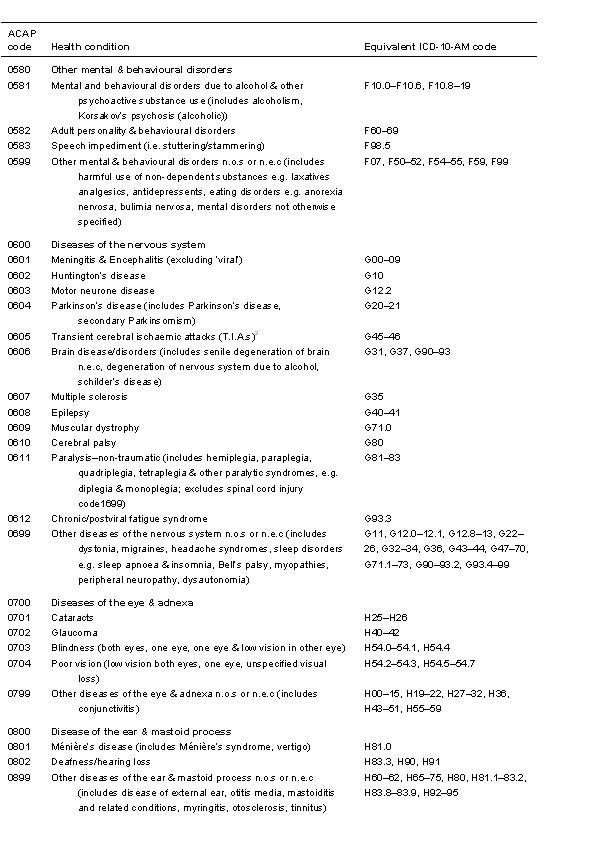 ACAP
code Health condition Equivalent ICD-10-AM code
0580 Other mental & behavioural disorders
0581 Mental and behavioural disorders due to alcohol & other F10.0–F10.6, F10.8–19
psychoactive substance use (includes alcoholism,
Korsakov's psychosis (alcoholic))
0582 Adult personality & behavioural disorders F60–69
0583 Speech impediment (i.e. stuttering/stammering) F98.5
0599 Other mental & behavioural disorders n.o.s or n.e.c (includes F07, F50–52, F54–55, F59, F99
harmful use of non-dependent substances e.g. laxatives
analgesics, antidepressents, eating disorders e.g. anorexia
nervosa, bulimia nervosa, mental disorders not otherwise
specified)
0600 Diseases of the nervous system
0601 Meningitis & Encephalitis (excluding 'viral') G00–09
0602 Huntington's disease G10
0603 Motor neurone disease G12.2
0604 Parkinson's disease (includes Parkinson's disease, G20–21
secondary Parkinsomism)
0605 Transient cerebral ischaemic attacks (T.I.A.s)² G45–46
0606 Brain disease/disorders (includes senile degeneration of brain G31, G37, G90–93
n.e.c, degeneration of nervous system due to alcohol,
schilder's disease)
0607 Multiple sclerosis G35
0608 Epilepsy G40–41
0609 Muscular dystrophy G71.0
0610 Cerebral palsy G80
0611 Paralysis–non-traumatic (includes hemiplegia, paraplegia, G81–83
quadriplegia, tetraplegia & other paralytic syndromes, e.g.
diplegia & monoplegia; excludes spinal cord injury
code1699)
0612 Chronic/postviral fatigue syndrome G93.3
0699 Other diseases of the nervous system n.o.s or n.e.c (includes G11, G12.0–12.1, G12.8–13, G22–
dystonia, migraines, headache syndromes, sleep disorders 26, G32–34, G36, G43–44, G47–70,
e.g. sleep apnoea & insomnia, Bell's palsy, myopathies, G71.1–73, G90–93.2, G93.4–99
peripheral neuropathy, dysautonomia)
0700 Diseases of the eye & adnexa
0701 Cataracts H25–H26
0702 Glaucoma H40–42
0703 Blindness (both eyes, one eye, one eye & low vision in other eye) H54.0–54.1, H54.4
0704 Poor vision (low vision both eyes, one eye, unspecified visual H54.2–54.3, H54.5–54.7
loss)
0799 Other diseases of the eye & adnexa n.o.s or n.e.c (includes H00–15, H19–22, H27–32, H36,
conjunctivitis) H43–51, H55–59
0800 Disease of the ear & mastoid process
0801 Ménière's disease (includes Ménière's syndrome, vertigo) H81.0
0802 Deafness/hearing loss H83.3, H90, H91
0899 Other diseases of the ear & mastoid process n.o.s or n.e.c H60–62, H65–75, H80, H81.1–83.2,
(includes disease of external ear, otitis media, mastoiditis H83.8–83.9, H92–95
and related conditions, myringitis, otosclerosis, tinnitus)